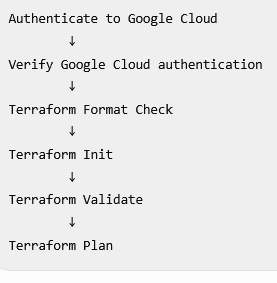 Authenticate to Google Cloud
↓
Verify Google Cloud authentication
↓
Terraform Format Check
↓
Terraform Init
↓
Terraform Validate
↓
Terraform Plan